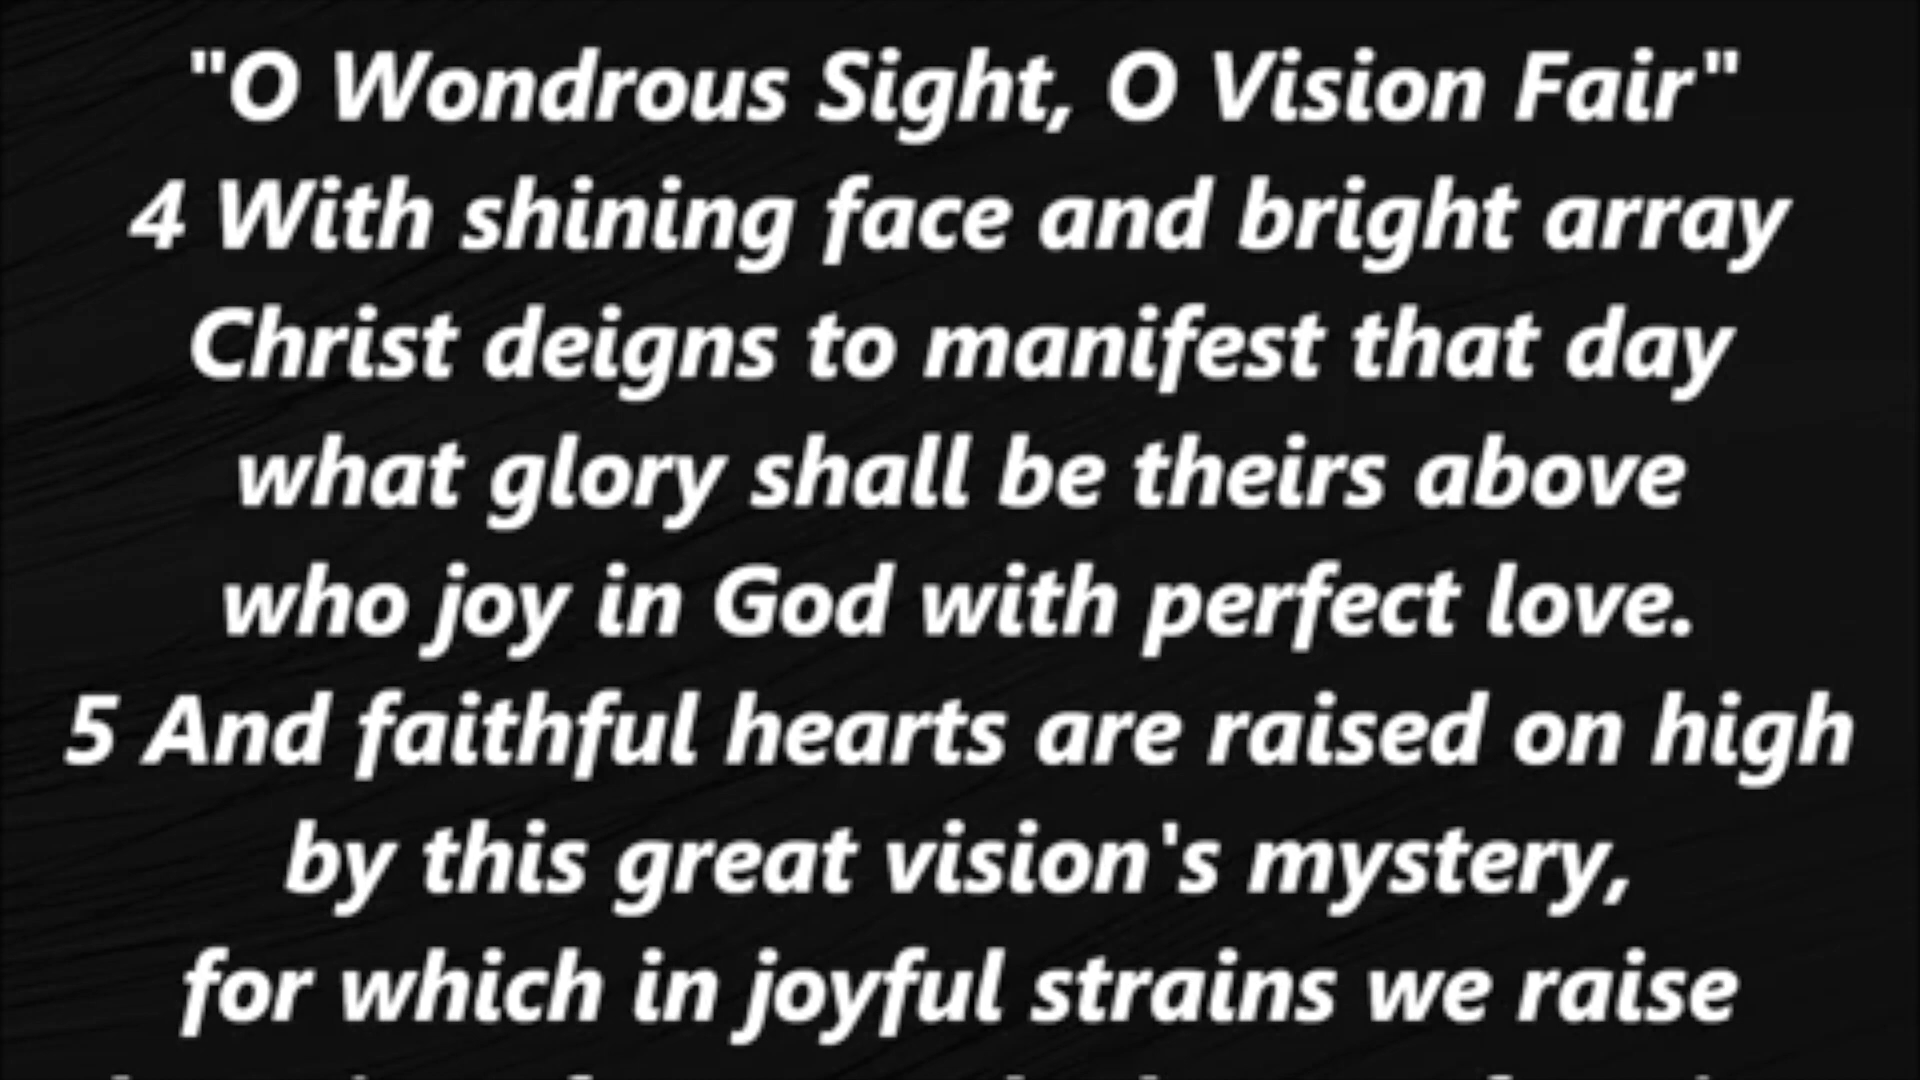 "O Wondrous Sight, O Vision Fair"
4 With shining face and bright array
Christ deigns to manifest that day
what glory shall be theirs above
who joy in God with perfect love.
5 And faithful hearts are raised on high
by this great vision's mystery,
for which in joyful strains we raise